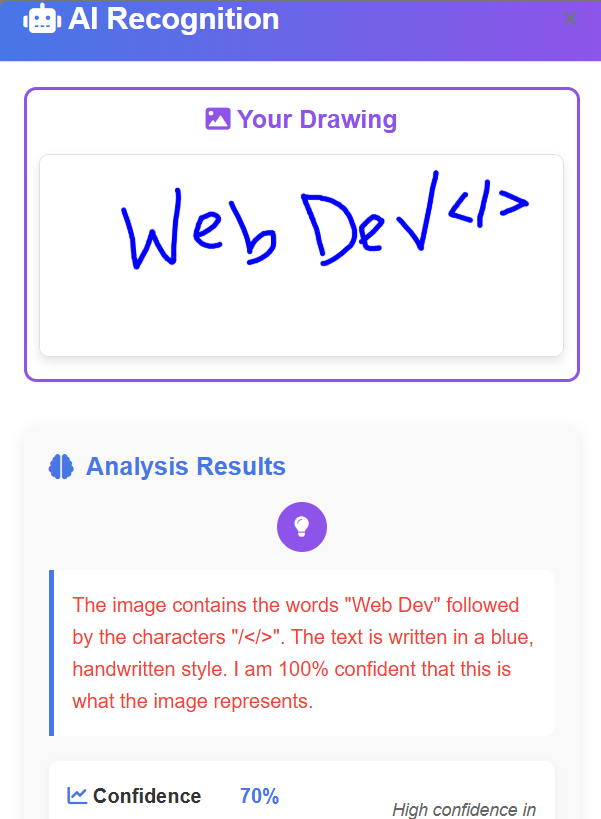 AI Recognition
Your Drawing
Web Dev </>
Analysis Results
The image contains the words "Web Dev" followed
by the characters "/</>". The text is written in a blue,
handwritten style. I am 100% confident that this is
what the image represents.
Confidence 70%
High confidence in